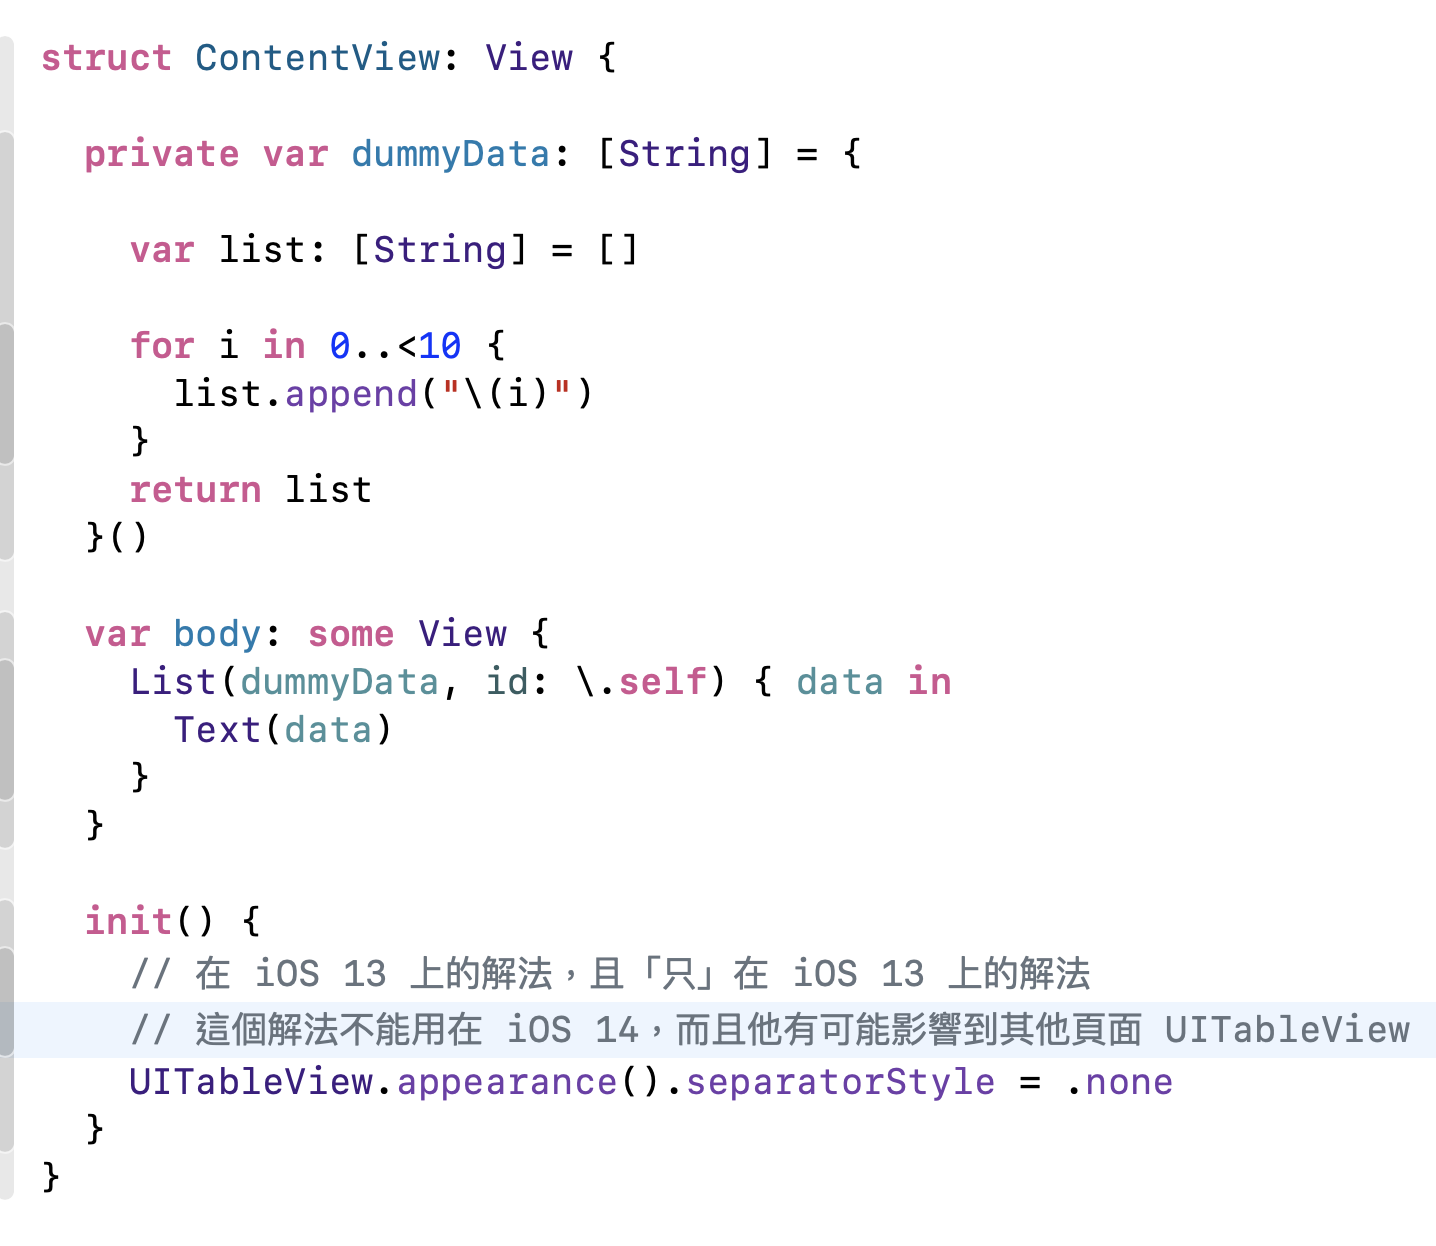 struct ContentView: View {
  private var dummyData: [String] = {
    var list: [String] = []
    for i in 0..<10 {
      list.append("\(i)")
    }
    return list
  }()
  var body: some View {
    List(dummyData, id: \.self) { data in
      Text(data)
    }
  }
  init() {
    // 在 iOS 13 上的解法，且「只」在 iOS 13 上的解法
    // 這個解法不能用在 iOS 14，而且他有可能影響到其他頁面 UITableView
    UITableView.appearance().separatorStyle = .none
  }
}